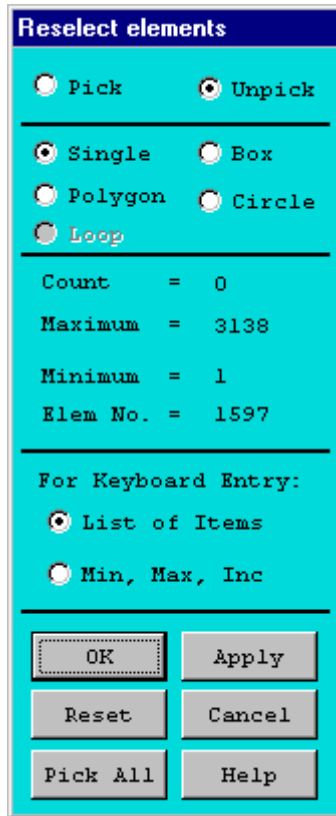 Reselect elements
Pick Unpick
Single Box
Polygon Circle
Loop
Count = 0
Maximum = 3138
Minimum = 1
Elem No. = 1597
For Keyboard Entry:
List of Items
Min, Max, Inc
OK Apply
Reset Cancel
Pick All Help